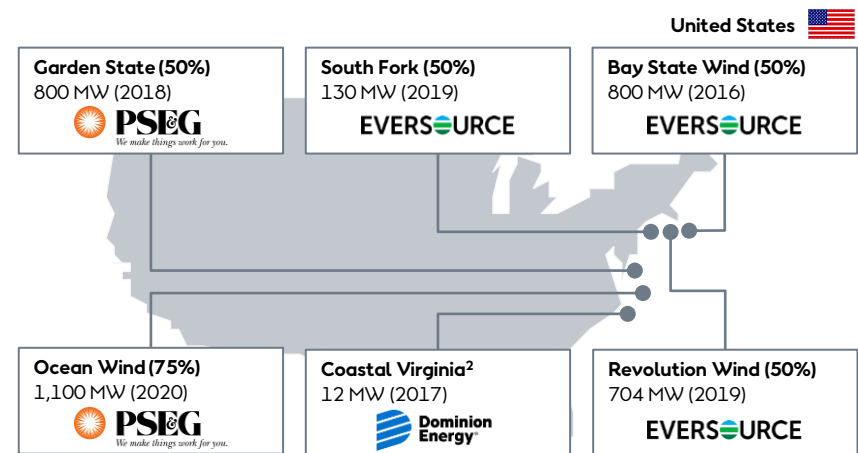 United States
Garden State (50%)
800 MW (2018)
PSE&G
We make things work for you.
South Fork (50%)
130 MW (2019)
EVERSOURCE
Bay State Wind (50%)
800 MW (2016)
EVERSOURCE
Ocean Wind (75%)
1,100 MW (2020)
PSE&G
We make things work for you.
Coastal Virginia²
12 MW (2017)
Dominion
Energy®
Revolution Wind (50%)
704 MW (2019)
EVERSOURCE